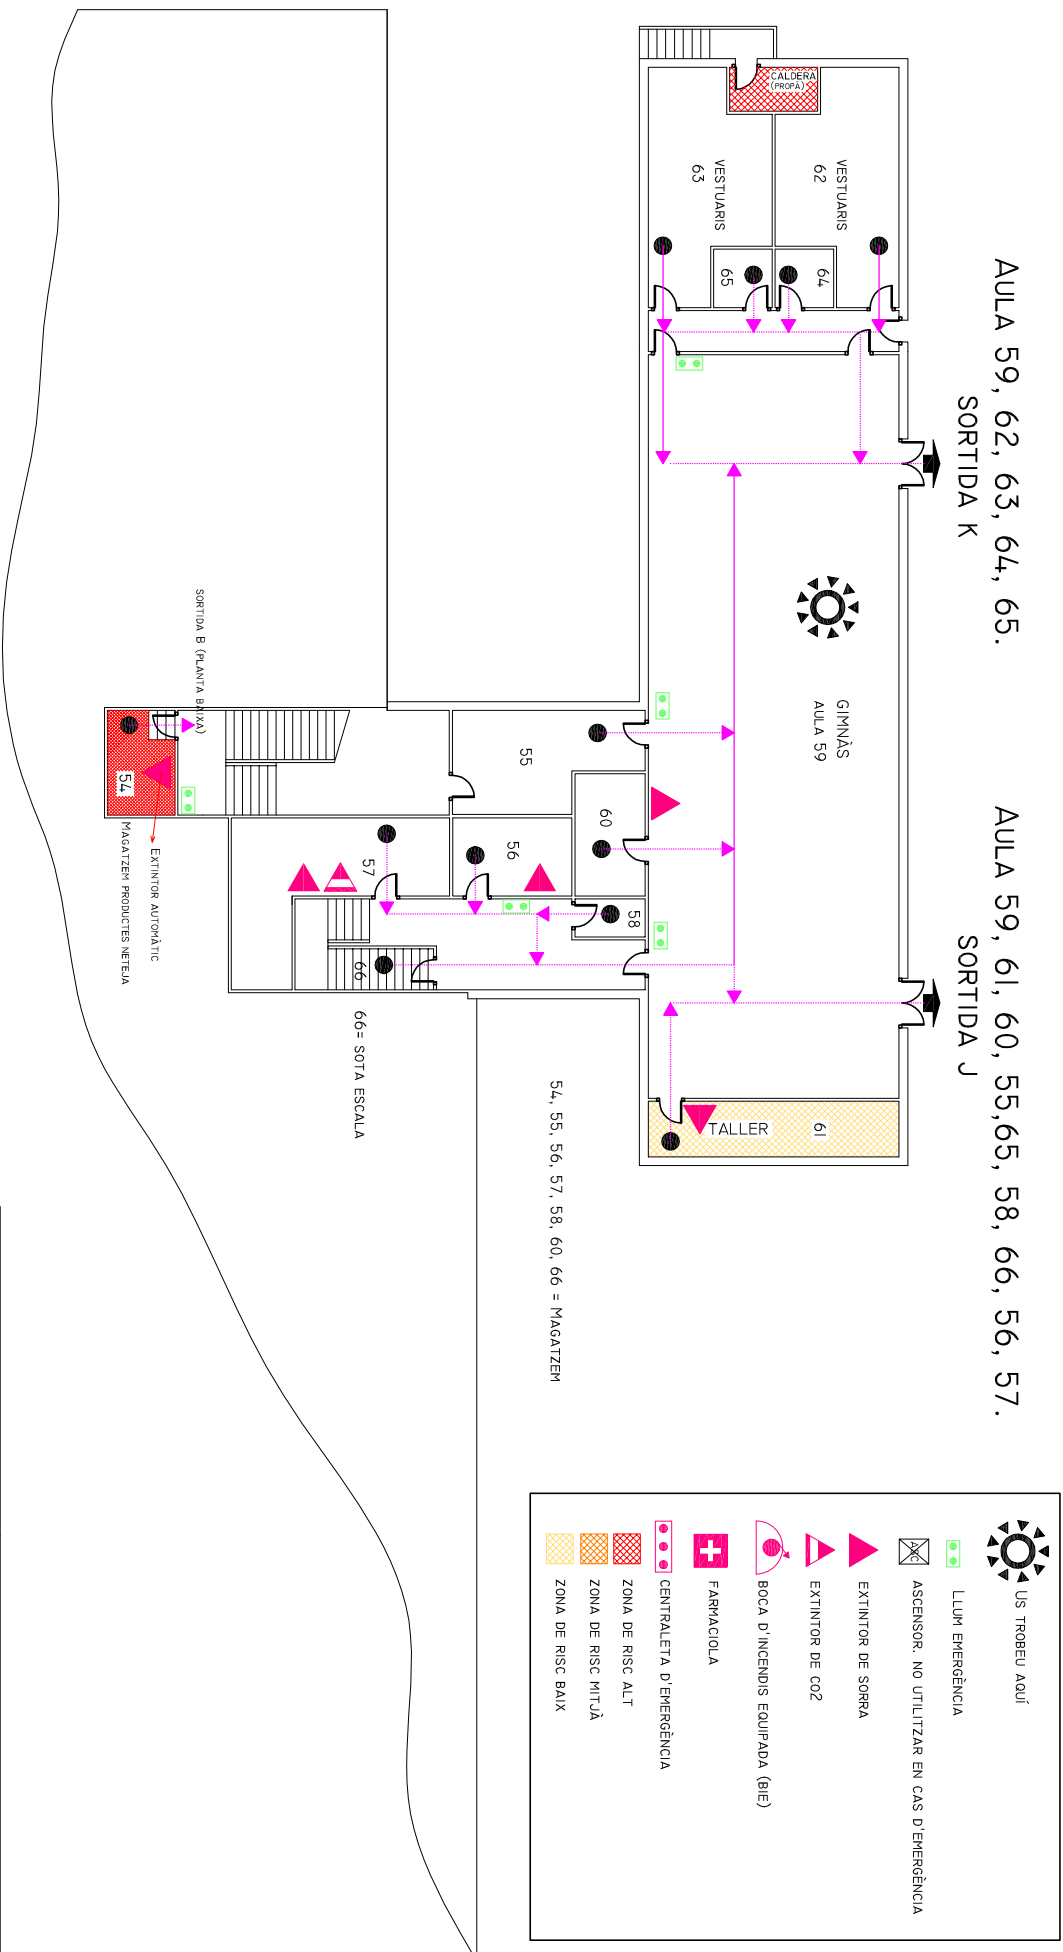 AULA 59, 62, 63, 64, 65.
SORTIDA K
AULA 59, 61, 60, 55,65, 58, 66, 56, 57.
SORTIDA J
CALDERA
(PROPÀ)
VESTUARIS
62
VESTUARIS
63
64
65
GIMNÀS
AULA 59
TALLER
61
55
60
56
57
58
66
54
SORTIDA B (PLANTA BAIXA)
EXTINTOR AUTOMÀTIC
MAGATZEM PRODUCTES NETEJA
66= SOTA ESCALA
54, 55, 56, 57, 58, 60, 66 = MAGATZEM
US TROBEU AQUÍ
LLUM EMERGÈNCIA
ASC
ASCENSOR. NO UTILITZAR EN CAS D'EMERGÈNCIA
EXTINTOR DE SORRA
EXTINTOR DE CO2
BOCA D'INCENDIS EQUIPADA (BIE)
FARMACIOLA
CENTRALETA D'EMERGÈNCIA
ZONA DE RISC ALT
ZONA DE RISC MITJÀ
ZONA DE RISC BAIX